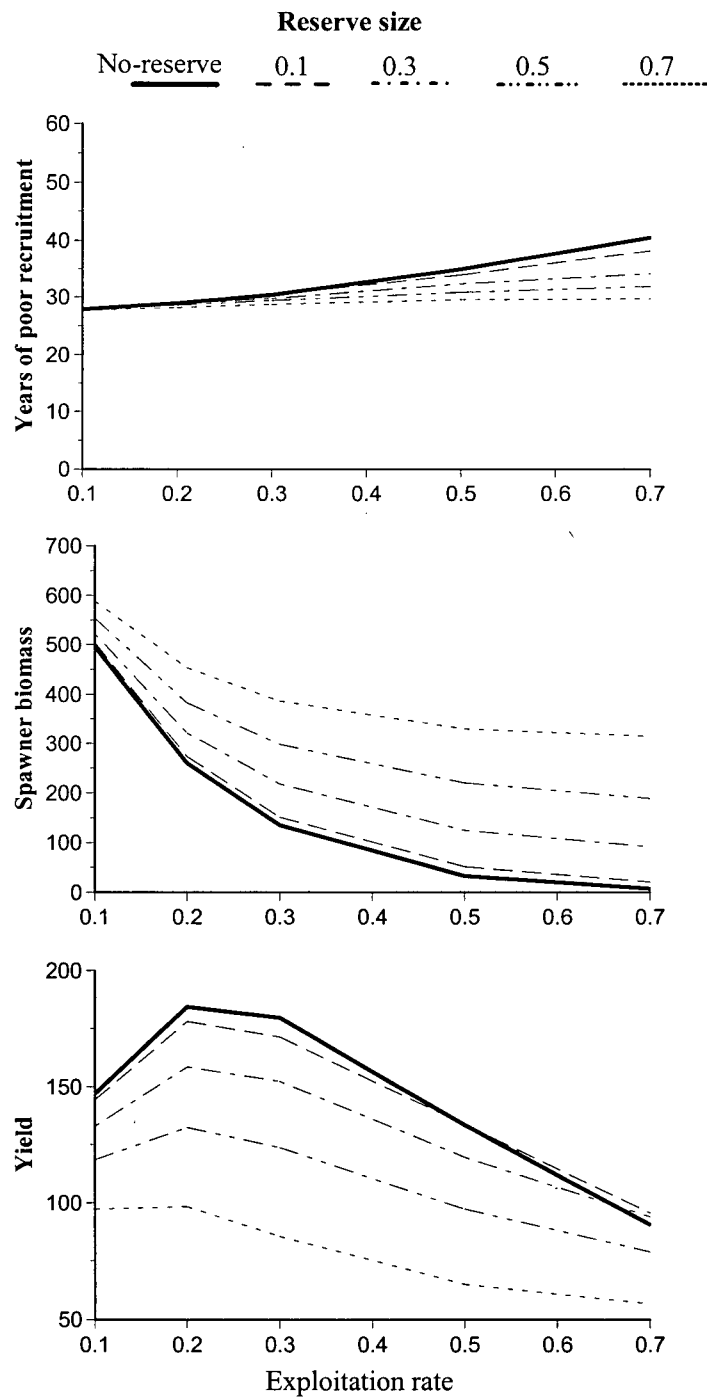 Reserve size
No-reserve 0.1 0.3 0.5 0.7
60
50
40
30
20
10
0
Years of poor recruitment
0.1 0.2 0.3 0.4 0.5 0.6 0.7
700
600
500
400
300
200
100
0
Spawner biomass
0.1 0.2 0.3 0.4 0.5 0.6 0.7
200
150
100
50
Yield
0.1 0.2 0.3 0.4 0.5 0.6 0.7
Exploitation rate